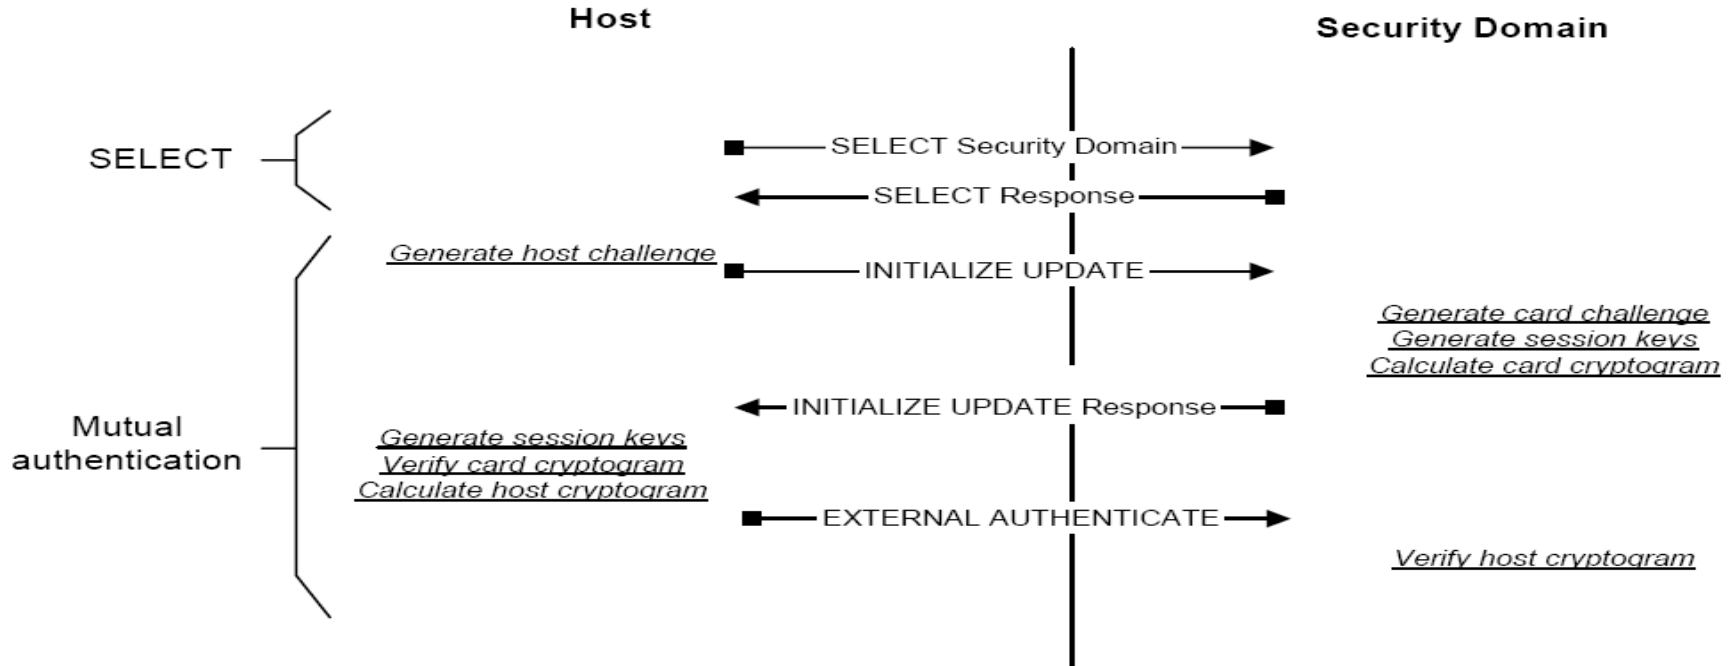 Host
Security Domain
SELECT
SELECT Security Domain
SELECT Response
Generate host challenge
INITIALIZE UPDATE
Generate card challenge
Generate session keys
Calculate card cryptogram
INITIALIZE UPDATE Response
Mutual
authentication
Generate session keys
Verify card cryptogram
Calculate host cryptogram
EXTERNAL AUTHENTICATE
Verify host cryptogram